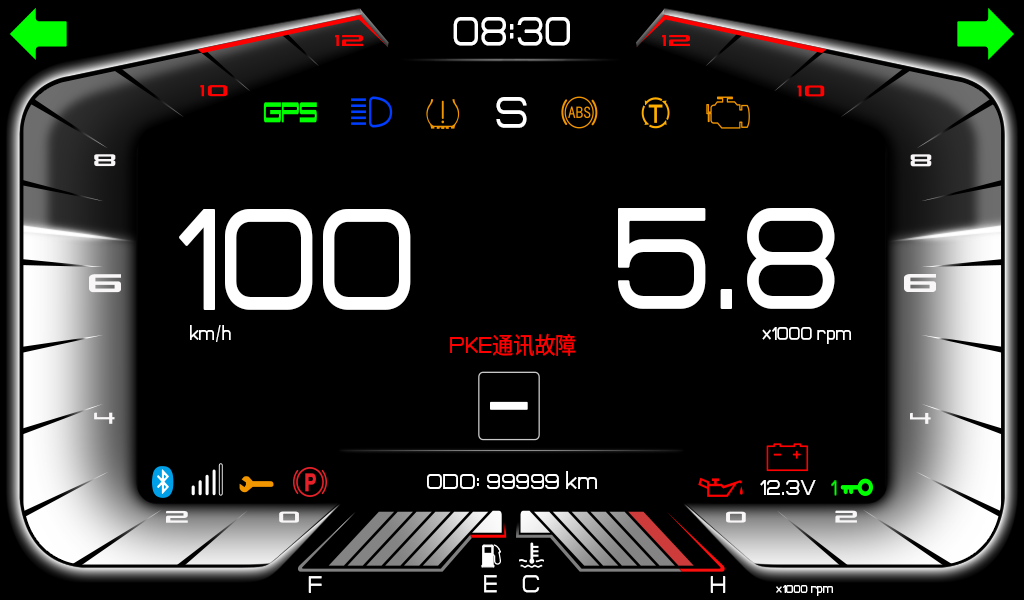 08:30
12
12
10
10
GPS
S
ABS
T
8
8
100
5.8
6
6
km/h
x1000 rpm
PKE通讯故障
4
4
P
ODO: 99999 km
12.3V
1
2
0
0
2
F
E
C
H
x1000 rpm